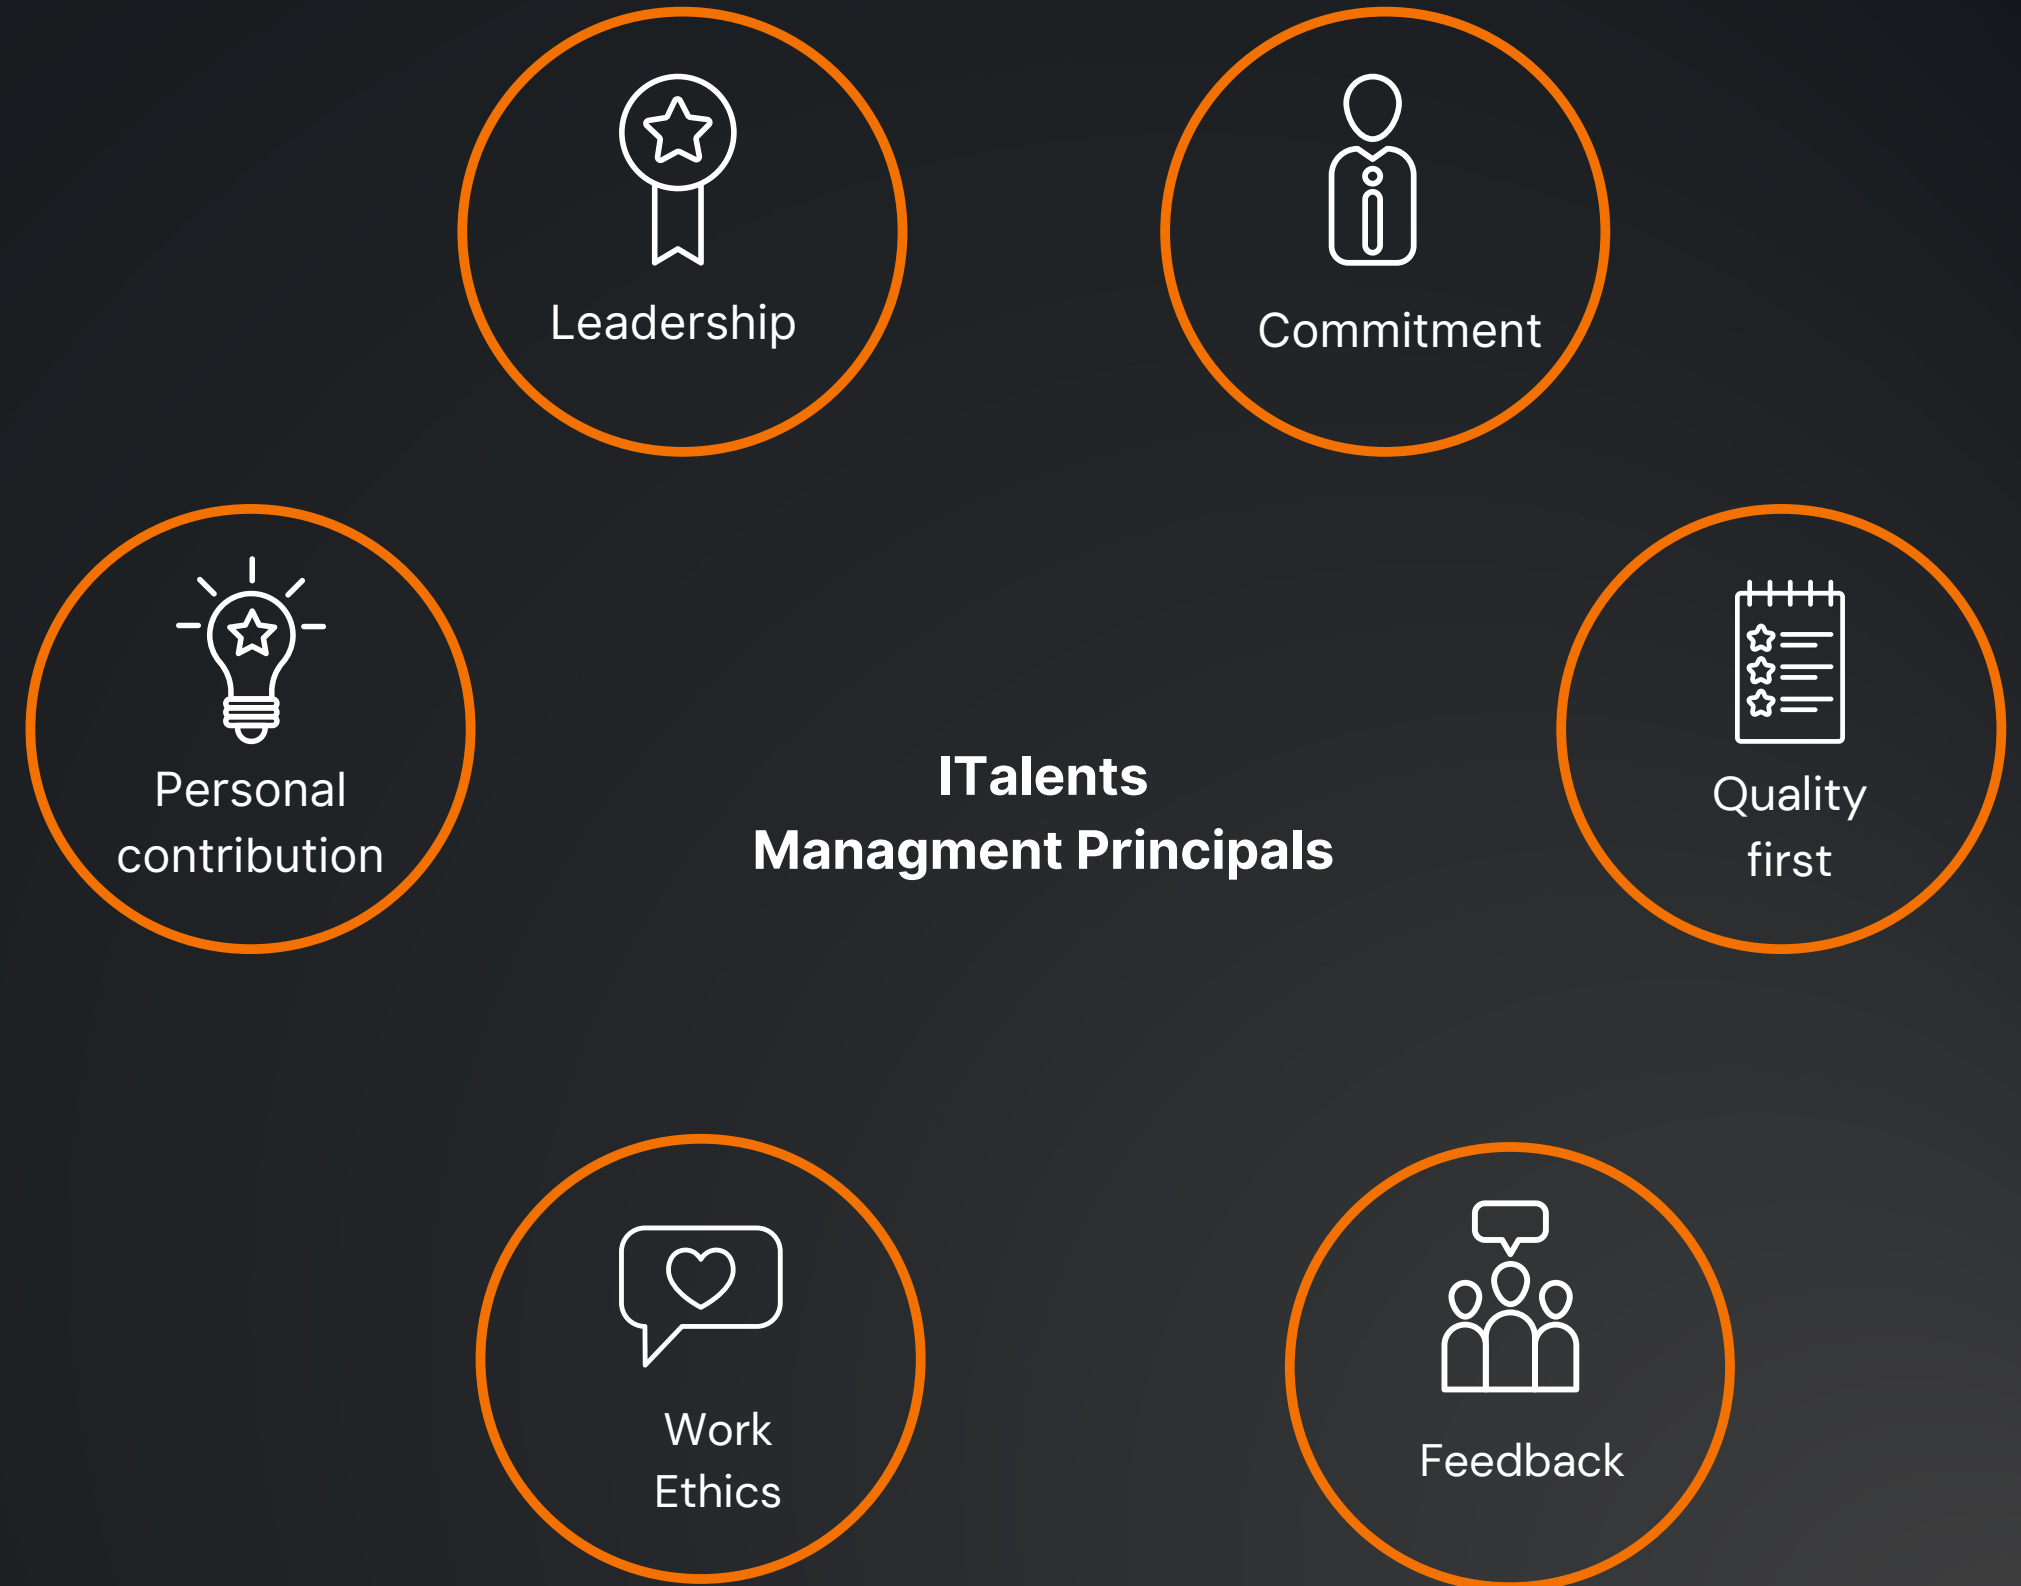 Leadership
Commitment
Personal
contribution
Quality
first
ITalents
Managment Principals
Work
Ethics
Feedback